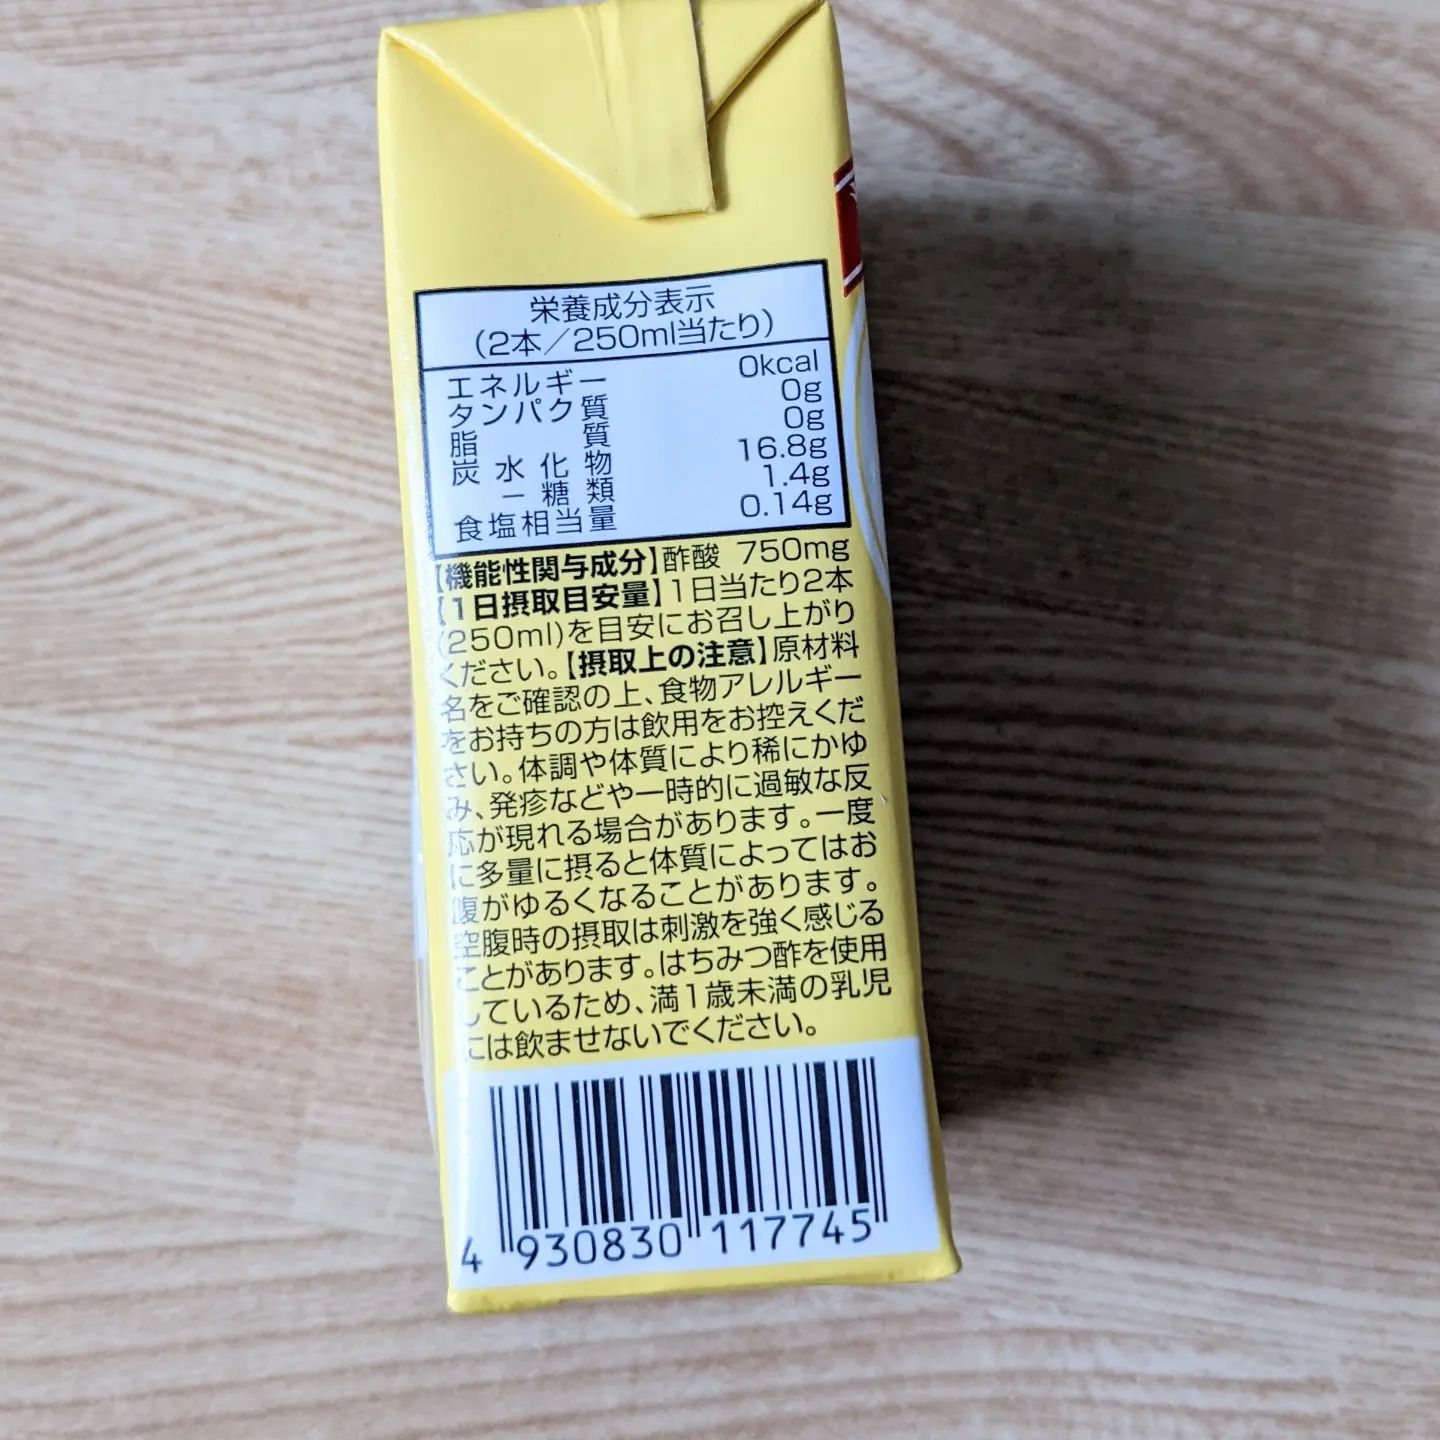 栄養成分表示
(2本／250ml当たり)
エネルギー 0kcal
タンパク質 0g
脂質 0g
炭水化物 16.8g
－糖類 1.4g
食塩相当量 0.14g
【機能性関与成分】酢酸 750mg
【1日摂取目安量】1日当たり2本
(250ml)を目安にお召し上がり
ください。【摂取上の注意】原材料
名をご確認の上、食物アレルギー
をお持ちの方は飲用をお控えくだ
さい。体調や体質により稀にかゆ
み、発疹などや一時的に過敏な反
応が現れる場合があります。一度
に多量に摂ると体質によってはお
腹がゆるくなることがあります。
空腹時の摂取は刺激を強く感じる
ことがあります。はちみつ酢を使用
しているため、満1歳未満の乳児
には飲ませないでください。
4 930830 117745